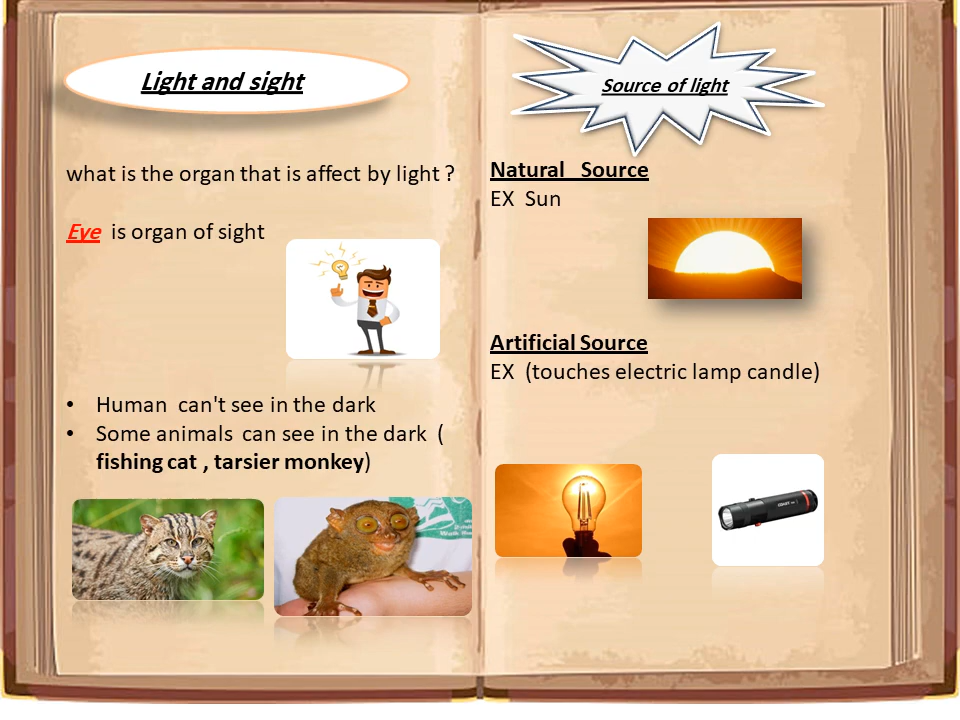 Light and sight
what is the organ that is affect by light ?
Eye is organ of sight
• Human can't see in the dark
• Some animals can see in the dark (
fishing cat , tarsier monkey)
Source of light
Natural Source
EX Sun
Artificial Source
EX (touches electric lamp candle)